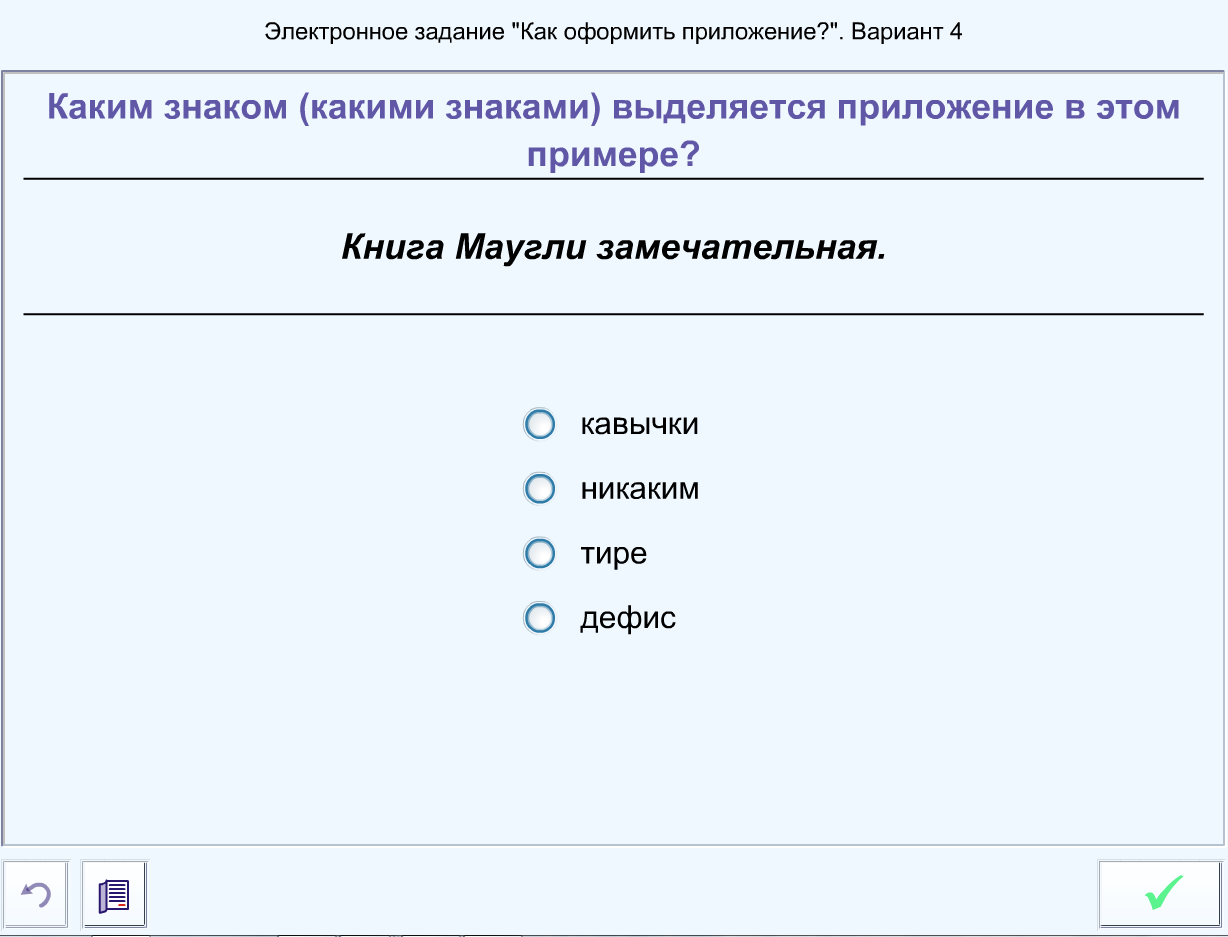 Электронное задание "Как оформить приложение?". Вариант 4
Каким знаком (какими знаками) выделяется приложение в этом
примере?
Книга Маугли замечательная.
кавычки
никаким
тире
дефис